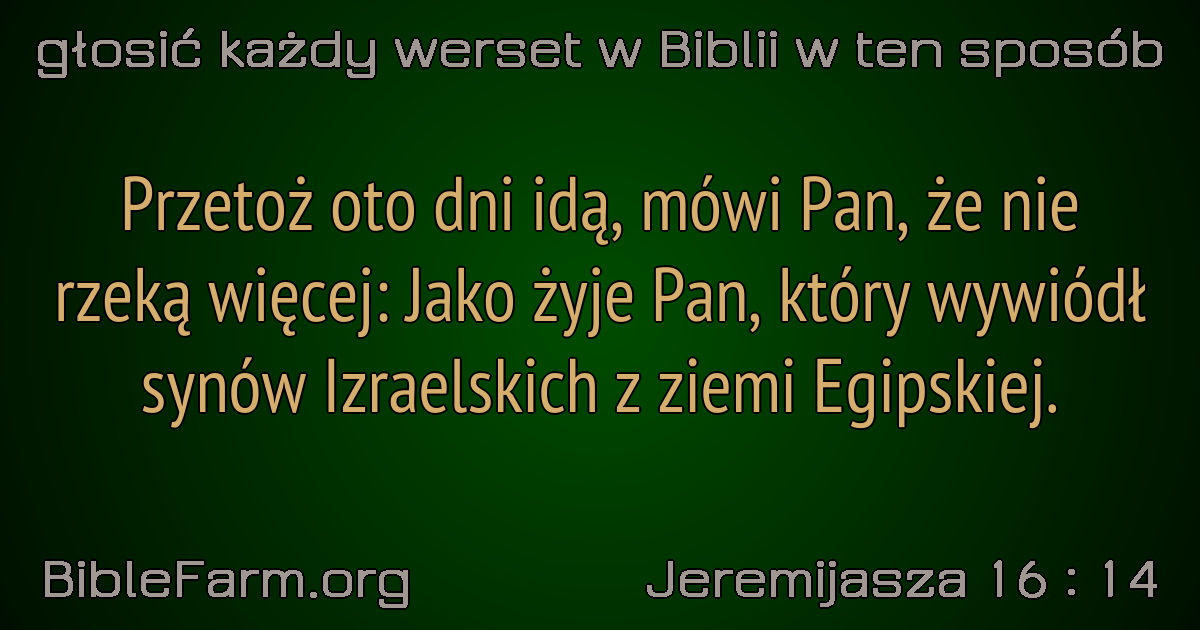 głosić każdy werset w Biblii w ten sposób
Przetoż oto dni idą, mówi Pan, że nie
rzeką więcej: Jako żyje Pan, który wywiódł
synów Izraelskich z ziemi Egipskiej.
BibleFarm.org
Jeremijasza 16 : 14